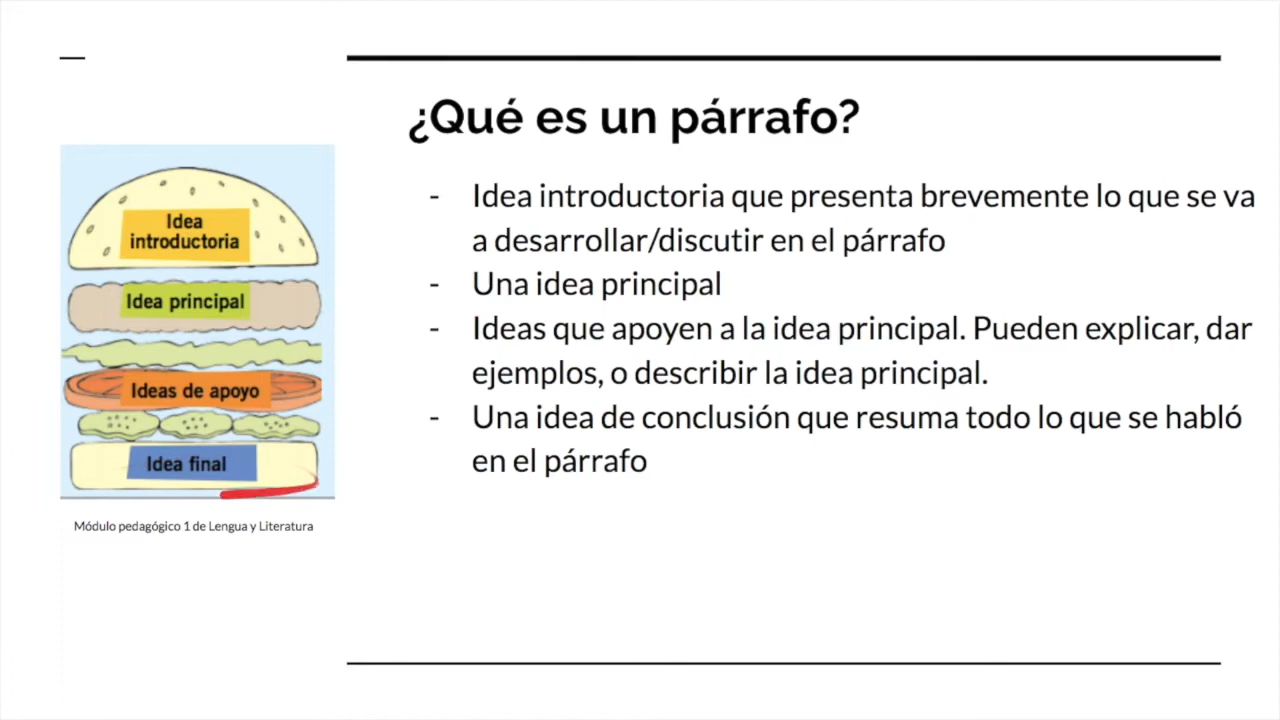 ¿Qué es un párrafo?
Idea
introductoria
Idea principal
Ideas de apoyo
Idea final
Módulo pedagógico 1 de Lengua y Literatura
- Idea introductoria que presenta brevemente lo que se va
a desarrollar/discutir en el párrafo
- Una idea principal
- Ideas que apoyen a la idea principal. Pueden explicar, dar
ejemplos, o describir la idea principal.
- Una idea de conclusión que resuma todo lo que se habló
en el párrafo